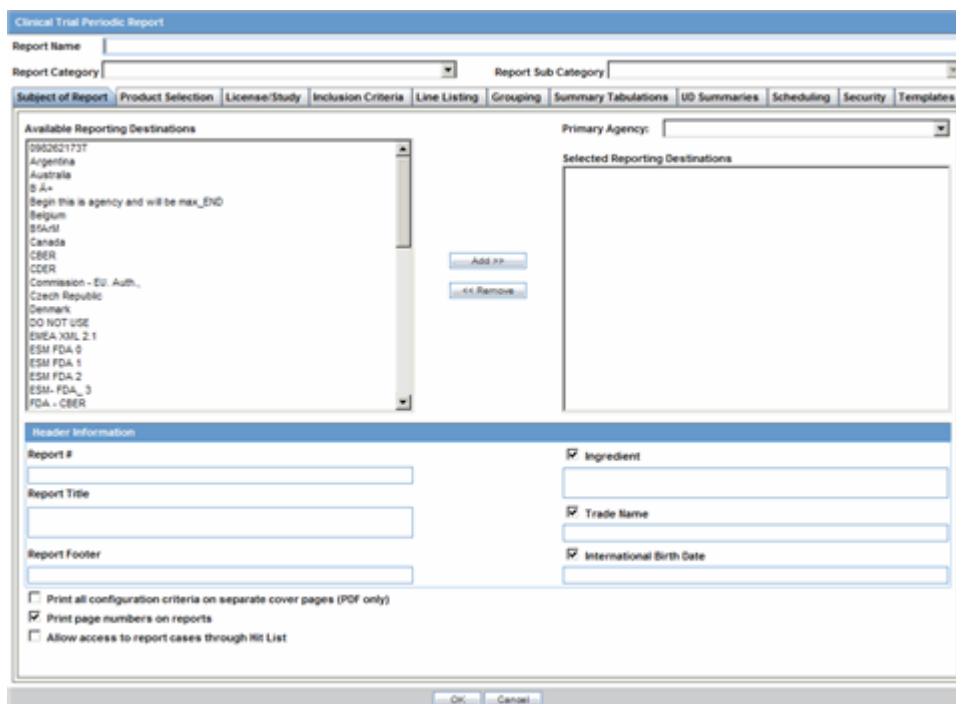 Clinical Trial Periodic Report
Report Name
Report Category
Report Sub Category
Subject of Report Product Selection License/Study Inclusion Criteria Line Listing Grouping Summary Tabulations UD Summaries Scheduling Security Templates
Available Reporting Destinations
Primary Agency:
098262173T
Argentina
Australia
B Ä+
Begin this is agency and will be max_END
Belgium
BfArM
Canada
CBER
CDER
Commission - EU. Auth.,
Czech Republic
Denmark
DO NOT USE
EMEA XML 2.1
ESM FDA 0
ESM FDA 1
ESM FDA 2
ESM- FDA_ 3
FDA - CBER
Add >>
<< Remove
Selected Reporting Destinations
Header Information
Report #
Ingredient
Report Title
Trade Name
Report Footer
International Birth Date
Print all configuration criteria on separate cover pages (PDF only)
Print page numbers on reports
Allow access to report cases through Hit List
OK Cancel